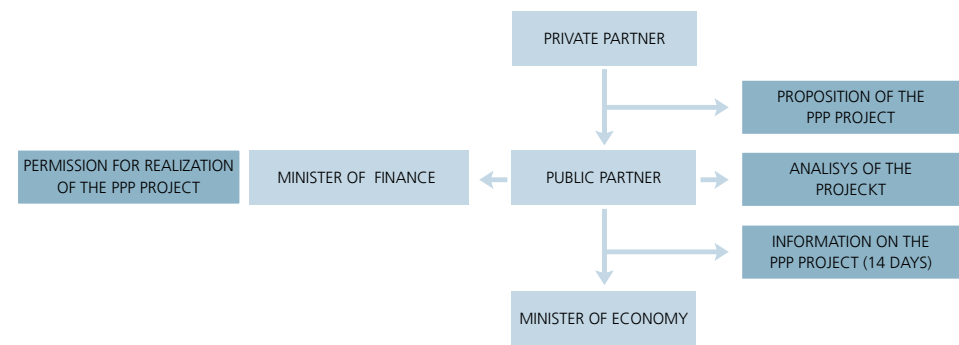 PRIVATE PARTNER
PROPOSITION OF THE
PPP PROJECT
PERMISSION FOR REALIZATION
OF THE PPP PROJECT
MINISTER OF FINANCE
PUBLIC PARTNER
ANALISYS OF THE
PROJECKT
INFORMATION ON THE
PPP PROJECT (14 DAYS)
MINISTER OF ECONOMY